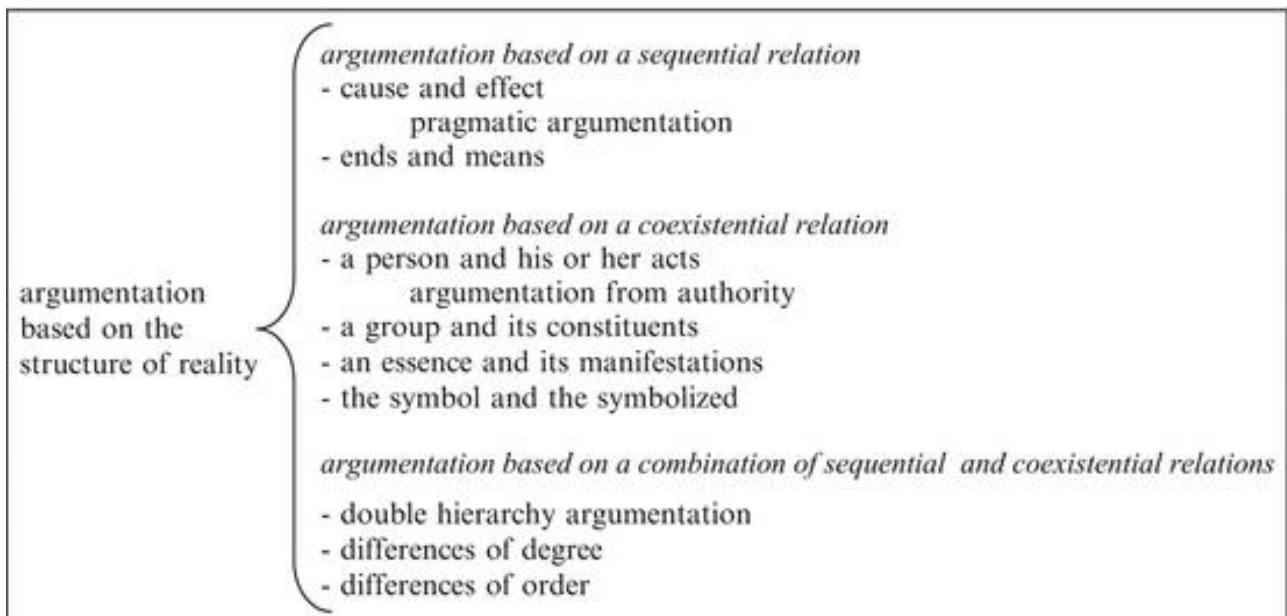 argumentation based on a sequential relation
- cause and effect
pragmatic argumentation
- ends and means
argumentation based on a coexistential relation
- a person and his or her acts
argumentation from authority
- a group and its constituents
- an essence and its manifestations
- the symbol and the symbolized
argumentation based on a combination of sequential and coexistential relations
- double hierarchy argumentation
- differences of degree
- differences of order
argumentation
based on the
structure of reality